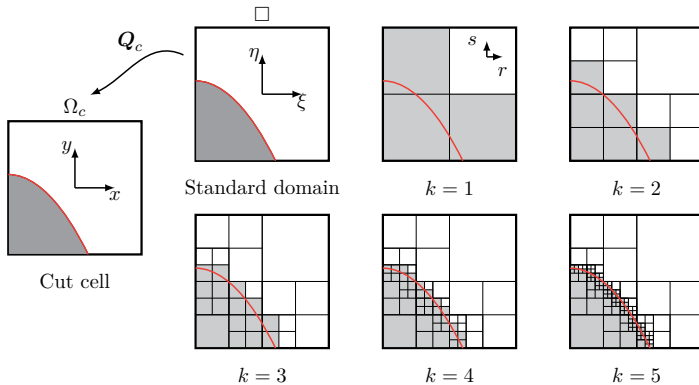 □
Q_c
η
ξ
Standard domain
Ω_c
y
x
Cut cell
s
r
k = 1
k = 2
k = 3
k = 4
k = 5